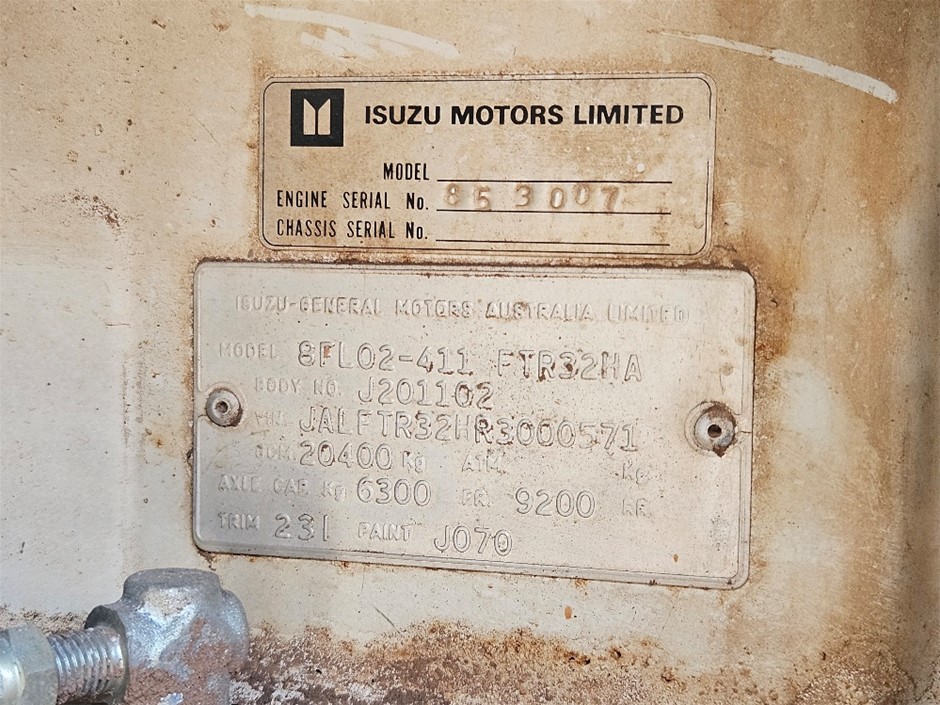 ISUZU MOTORS LIMITED
MODEL
ENGINE SERIAL No. 853007
CHASSIS SERIAL No.
ISUZU-GENERAL MOTORS AUSTRALIA LIMITED
MODEL 8FL02-411 FTR32HA
BODY NO. J201102
VIN JALFTR32HR3000571
GCM. 20400 KG ATM. KG.
AXLE CAP KG 6300 FR. 9200 RR.
TRIM 231 PAINT J070